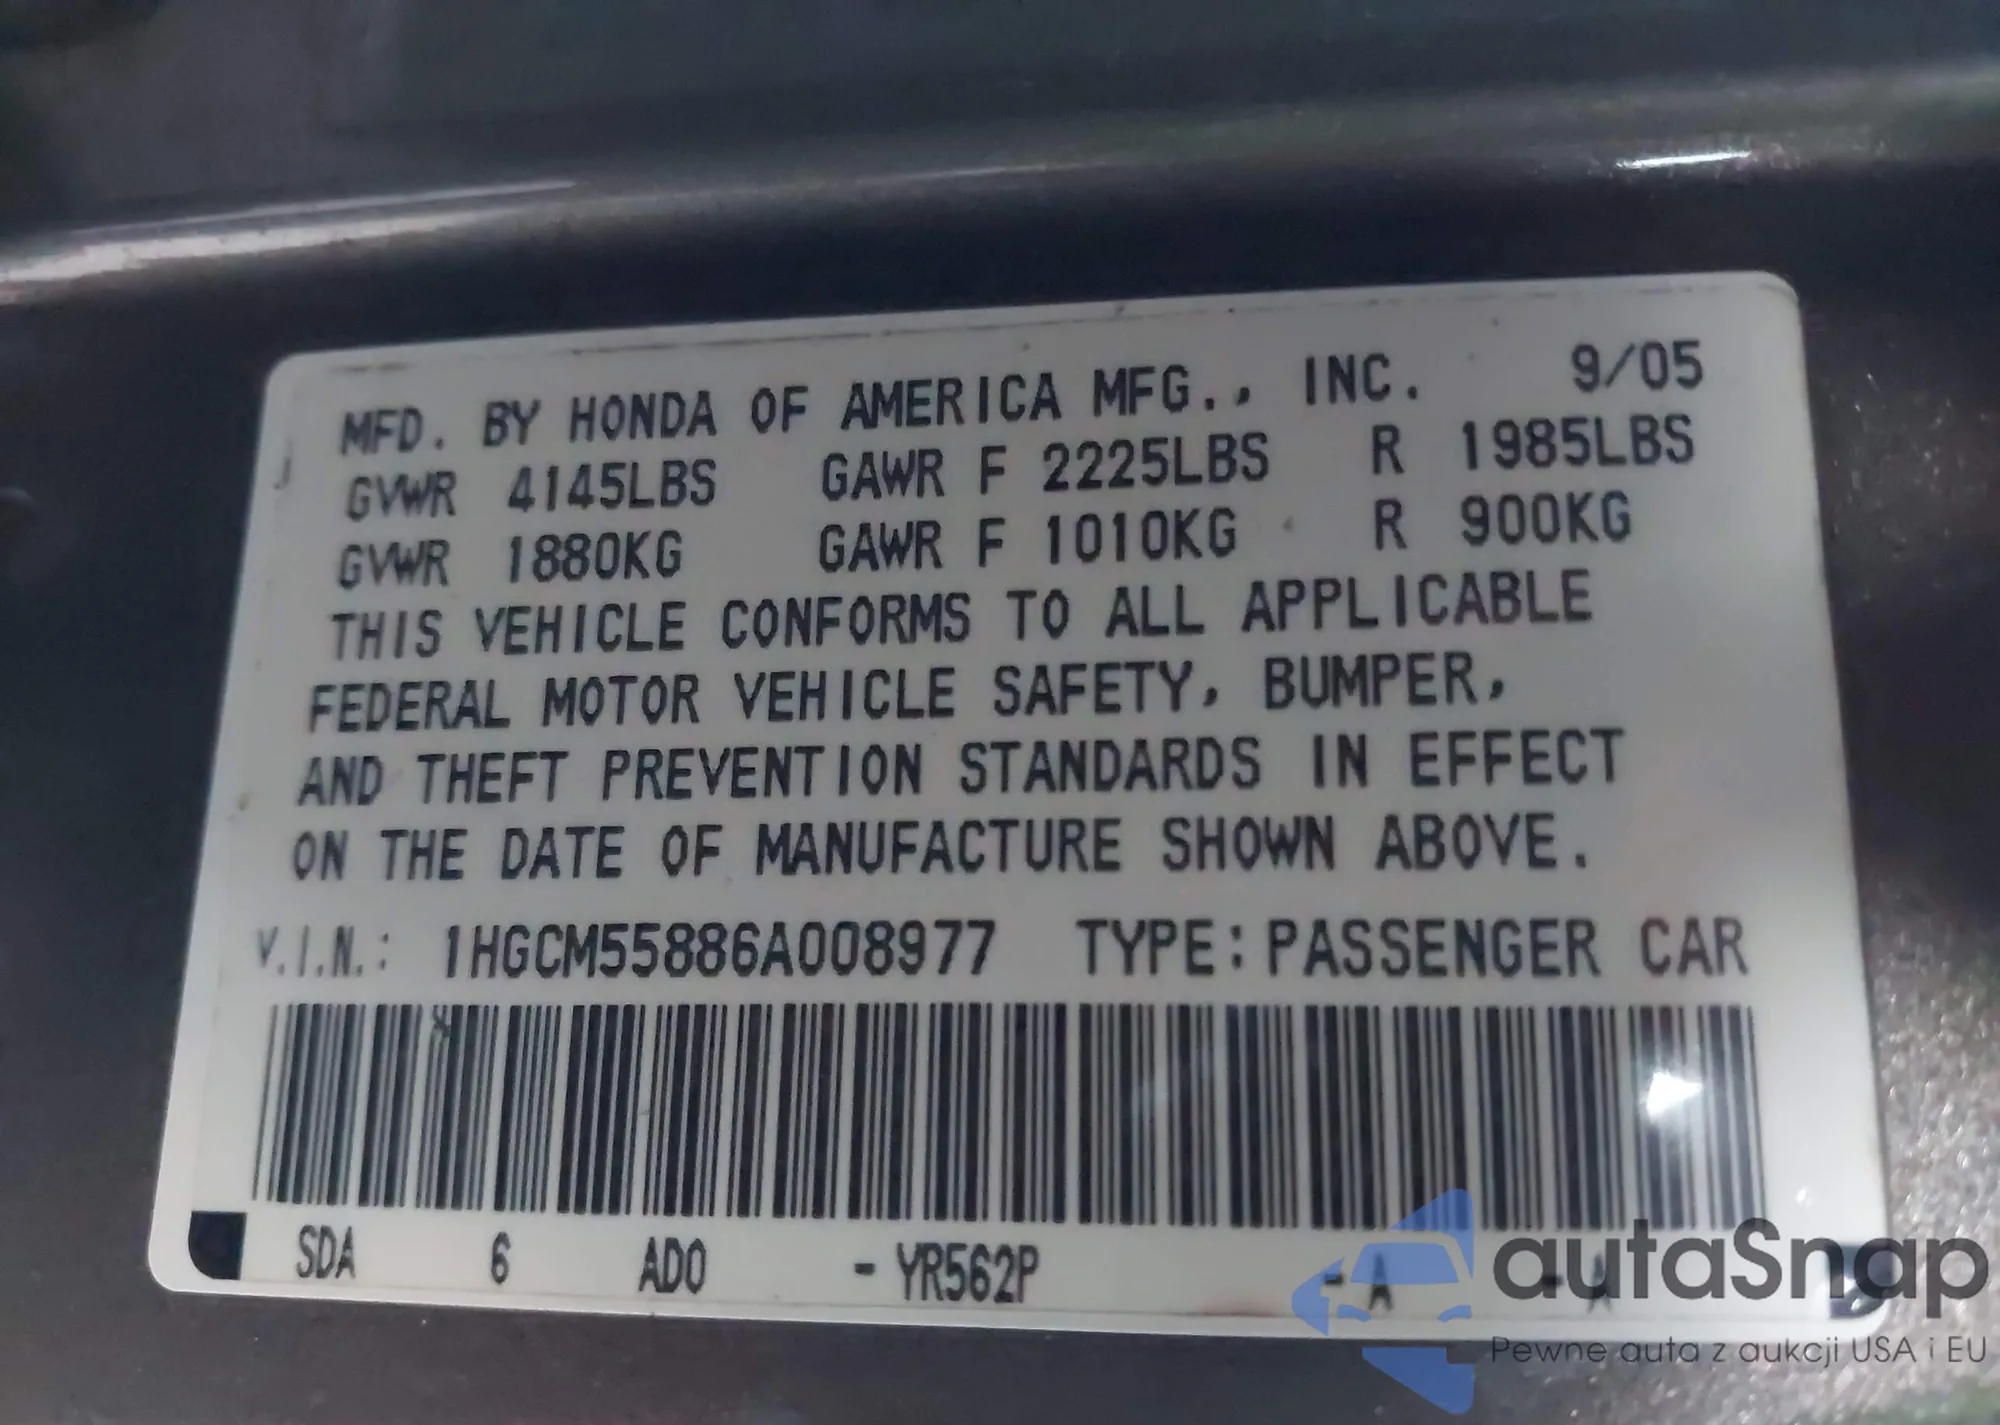 MFD. BY HONDA OF AMERICA MFG., INC. 9/05
GVWR 4145LBS GAWR F 2225LBS R 1985LBS
GVWR 1880KG GAWR F 1010KG R 900KG
THIS VEHICLE CONFORMS TO ALL APPLICABLE
FEDERAL MOTOR VEHICLE SAFETY, BUMPER,
AND THEFT PREVENTION STANDARDS IN EFFECT
ON THE DATE OF MANUFACTURE SHOWN ABOVE.
V.I.N.: 1HGCM55886A008977 TYPE: PASSENGER CAR
SDA 6 AD0 - YR562P - A - A
autaSnap
Pewne auta z aukcji USA i EU